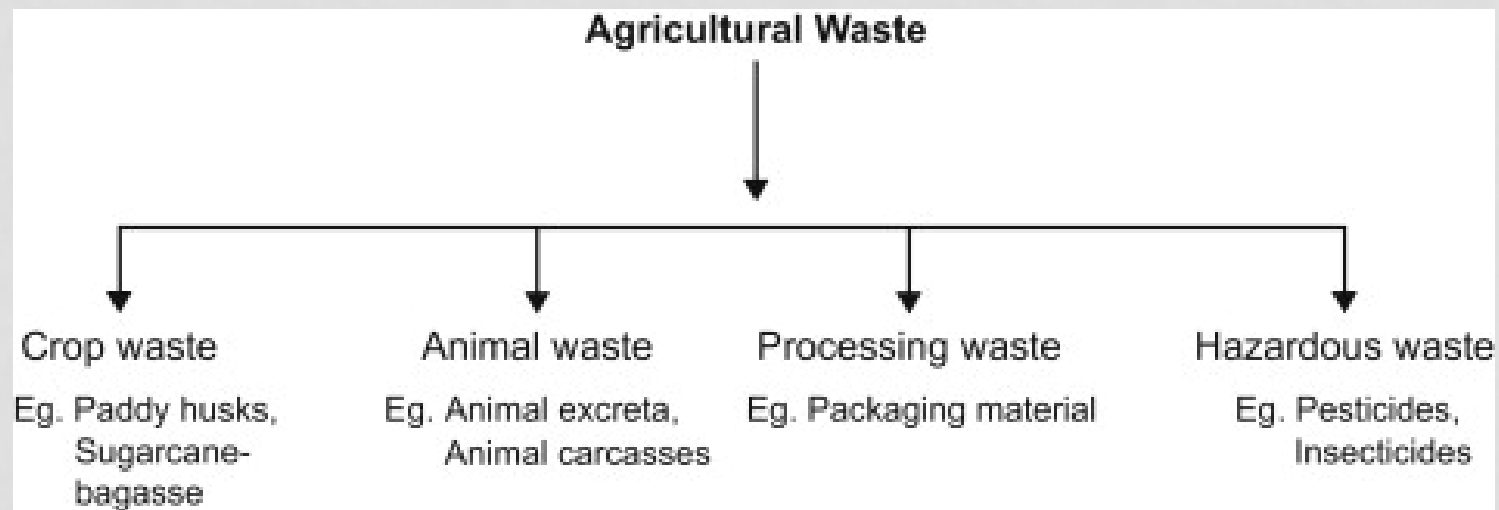 Agricultural Waste
Crop waste
Eg. Paddy husks,
Sugarcane-
bagasse
Animal waste
Eg. Animal excreta,
Animal carcasses
Processing waste
Eg. Packaging material
Hazardous waste
Eg. Pesticides,
Insecticides